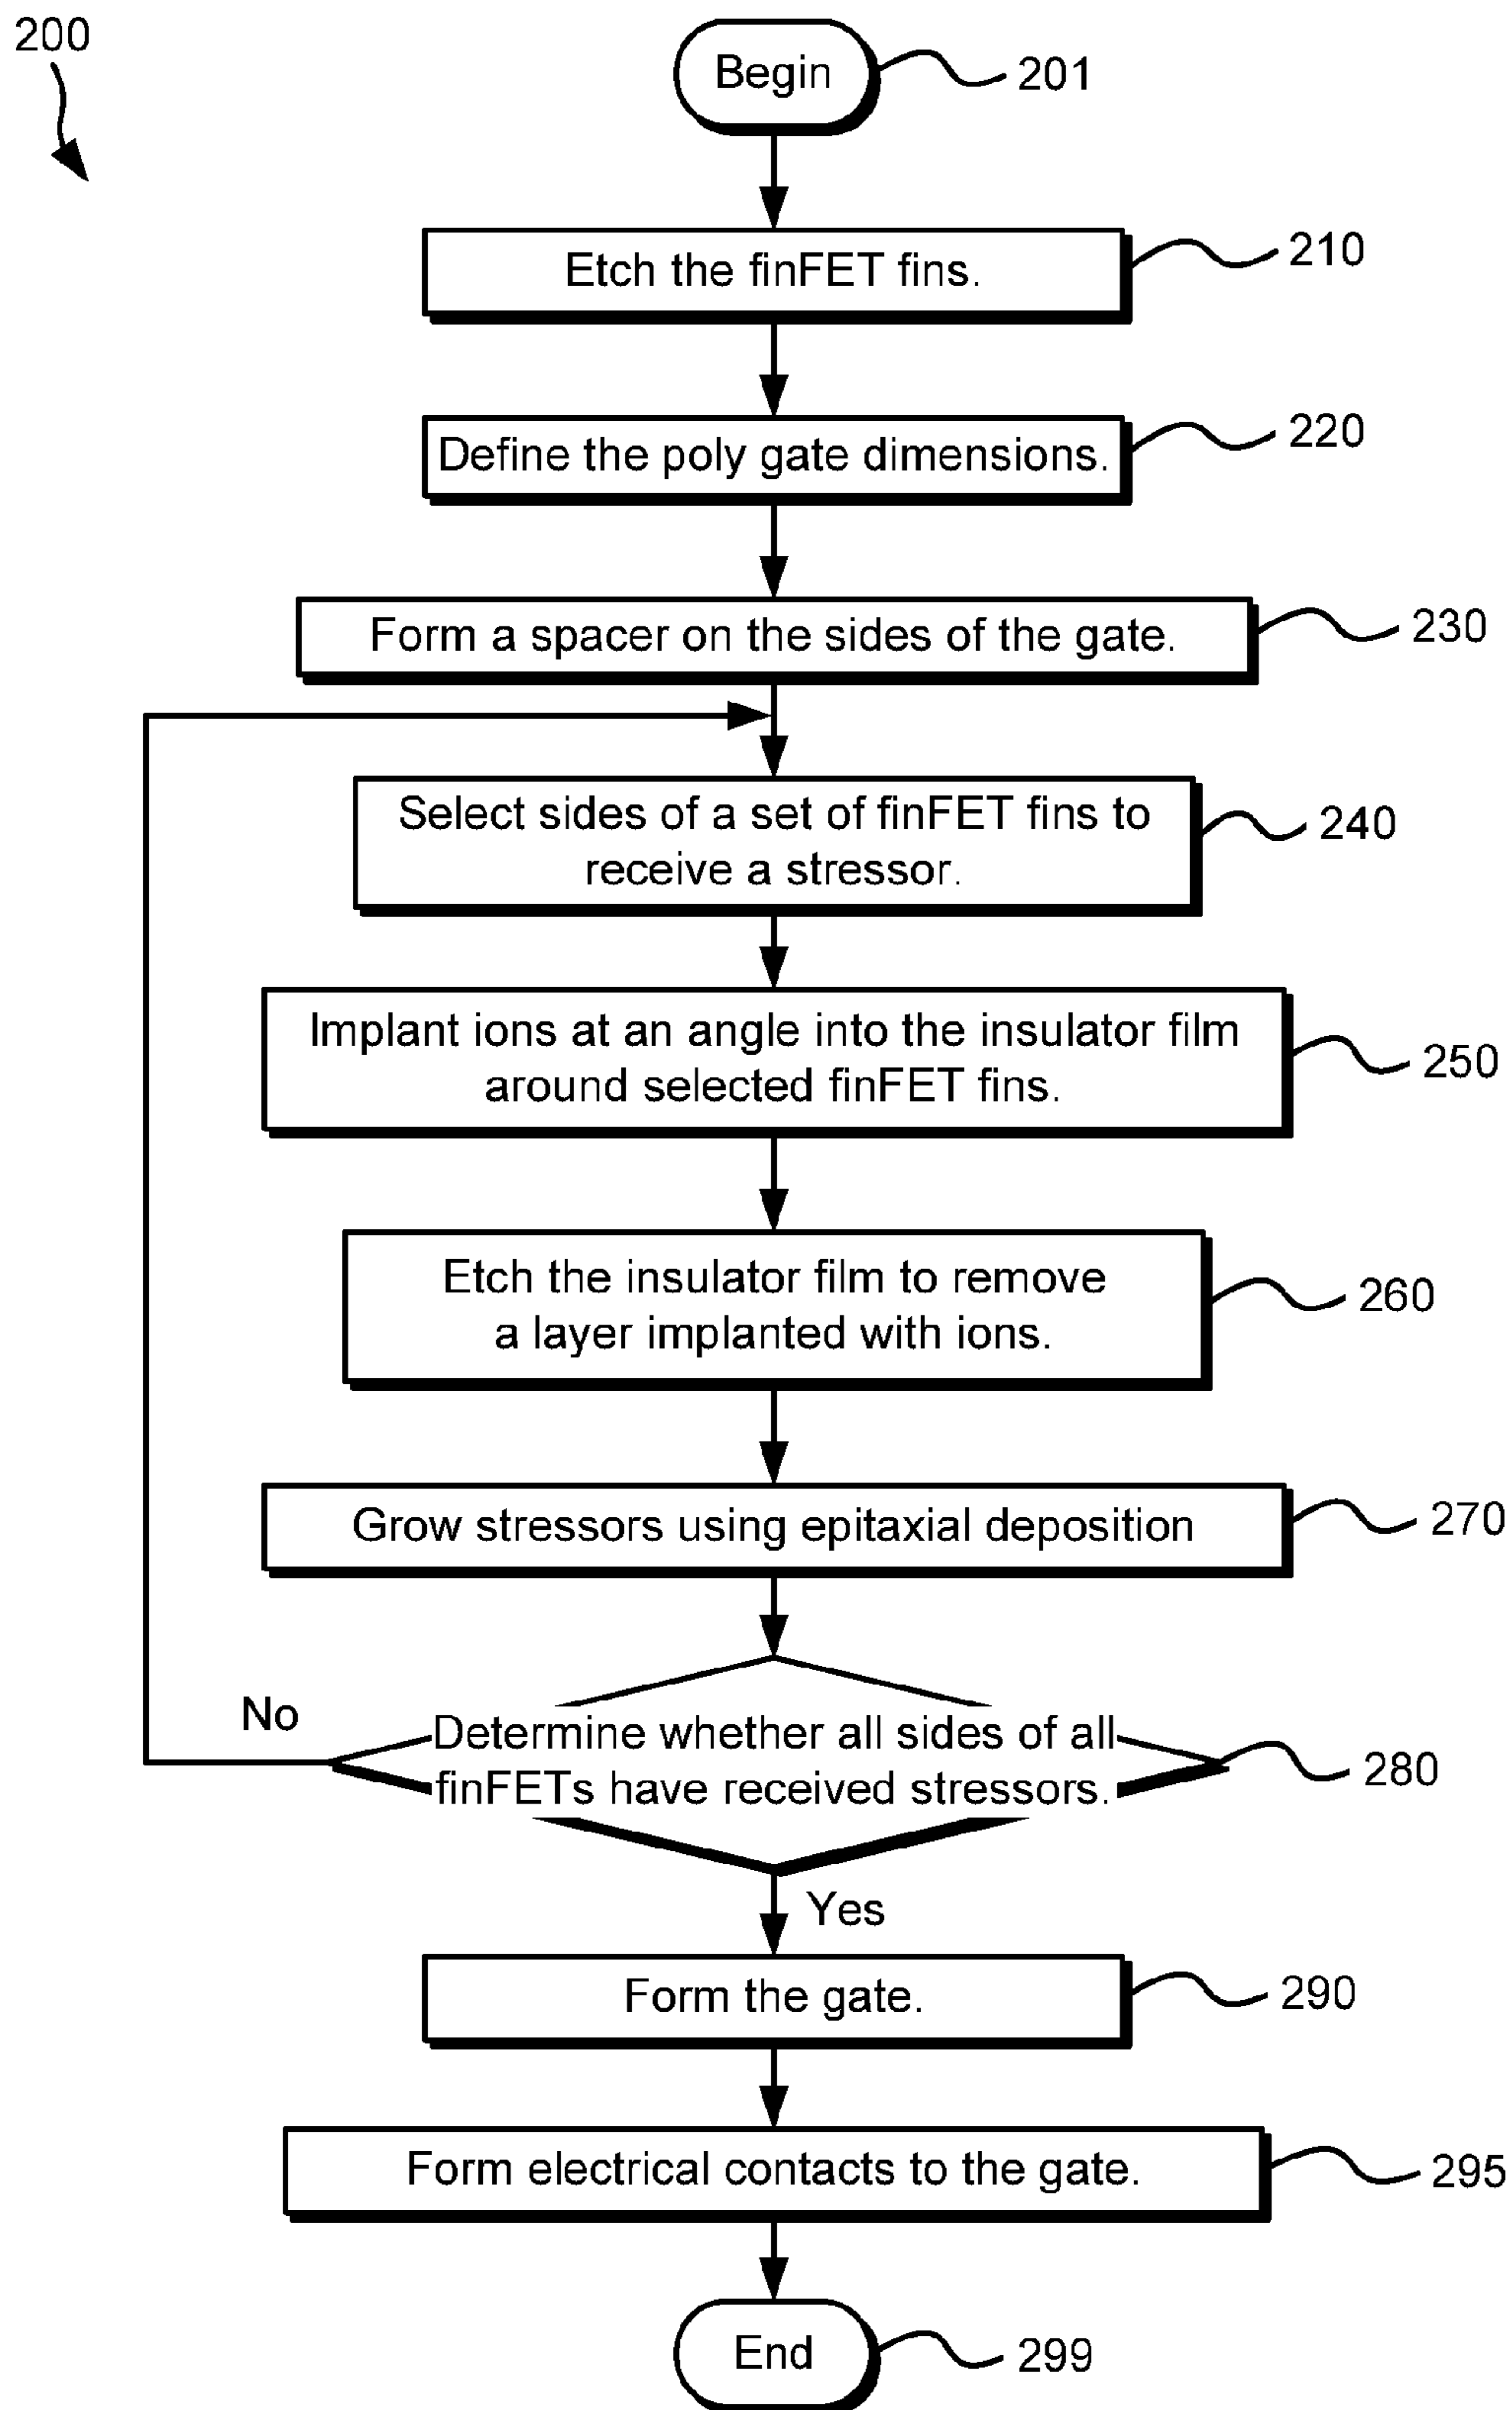 200
Begin
201
Etch the finFET fins.
210
Define the poly gate dimensions.
220
Form a spacer on the sides of the gate.
230
Select sides of a set of finFET fins to
receive a stressor.
240
Implant ions at an angle into the insulator film
around selected finFET fins.
250
Etch the insulator film to remove
a layer implanted with ions.
260
Grow stressors using epitaxial deposition
270
No
Determine whether all sides of all
finFETs have received stressors.
280
Yes
Form the gate.
290
Form electrical contacts to the gate.
295
End
299